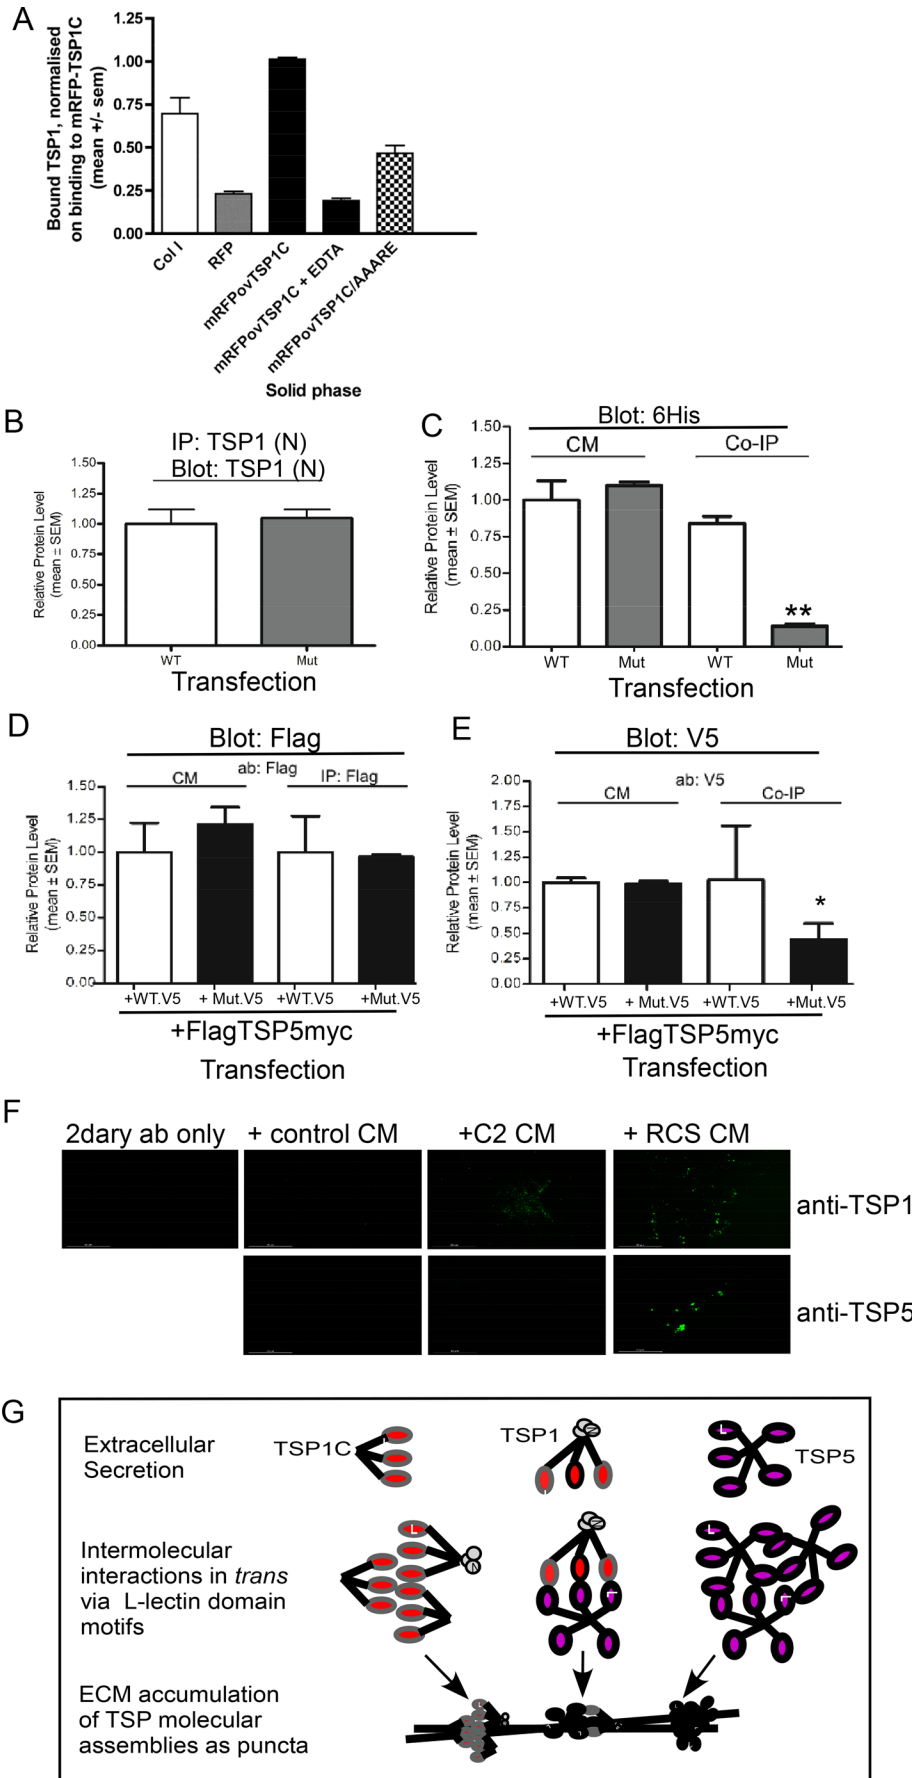 A
Bound TSP1, normalised
on binding to mRFP-TSP1C
(mean +/- sem)
1.25
1.00
0.75
0.50
0.25
0.00
Col I
RFP
mRFPovTSP1C
mRFPovTSP1C + EDTA
mRFPovTSP1C/AAARE
Solid phase
B
IP: TSP1 (N)
Blot: TSP1 (N)
Relative Protein Level
(mean ± SEM)
1.50
1.25
1.00
0.75
0.50
0.25
0.00
WT
Mut
Transfection
C
Blot: 6His
CM
Co-IP
Relative Protein Level
(mean ± SEM)
1.50
1.25
1.00
0.75
0.50
0.25
0.00
**
WT
Mut
WT
Mut
Transfection
D
Blot: Flag
ab: Flag
CM
IP: Flag
Relative Protein Level
(mean ± SEM)
1.50
1.25
1.00
0.75
0.50
0.25
0.00
+WT.V5
+ Mut.V5
+WT.V5
+Mut.V5
+FlagTSP5myc
Transfection
E
Blot: V5
ab: V5
CM
Co-IP
Relative Protein Level
(mean ± SEM)
2.00
1.75
1.50
1.25
1.00
0.75
0.50
0.25
0.00
*
+WT.V5
+ Mut.V5
+WT.V5
+Mut.V5
+FlagTSP5myc
Transfection
F
2dary ab only
+ control CM
+C2 CM
+ RCS CM
anti-TSP1
anti-TSP5
G
Extracellular
Secretion
TSP1C
TSP1
N
L
TSP5
Intermolecular
interactions in trans
via L-lectin domain
motifs
L
N
N
L
L
L
ECM accumulation
of TSP molecular
assemblies as puncta